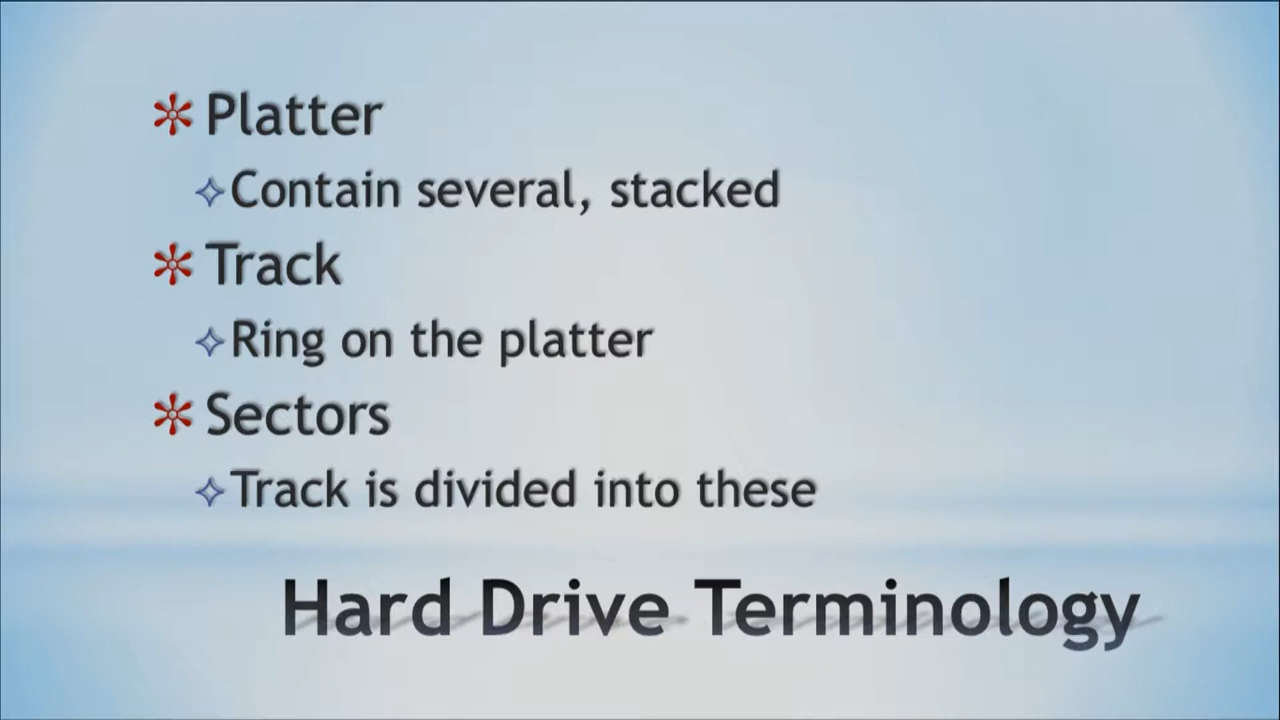 Platter
Contain several, stacked
Track
Ring on the platter
Sectors
Track is divided into these
Hard Drive Terminology